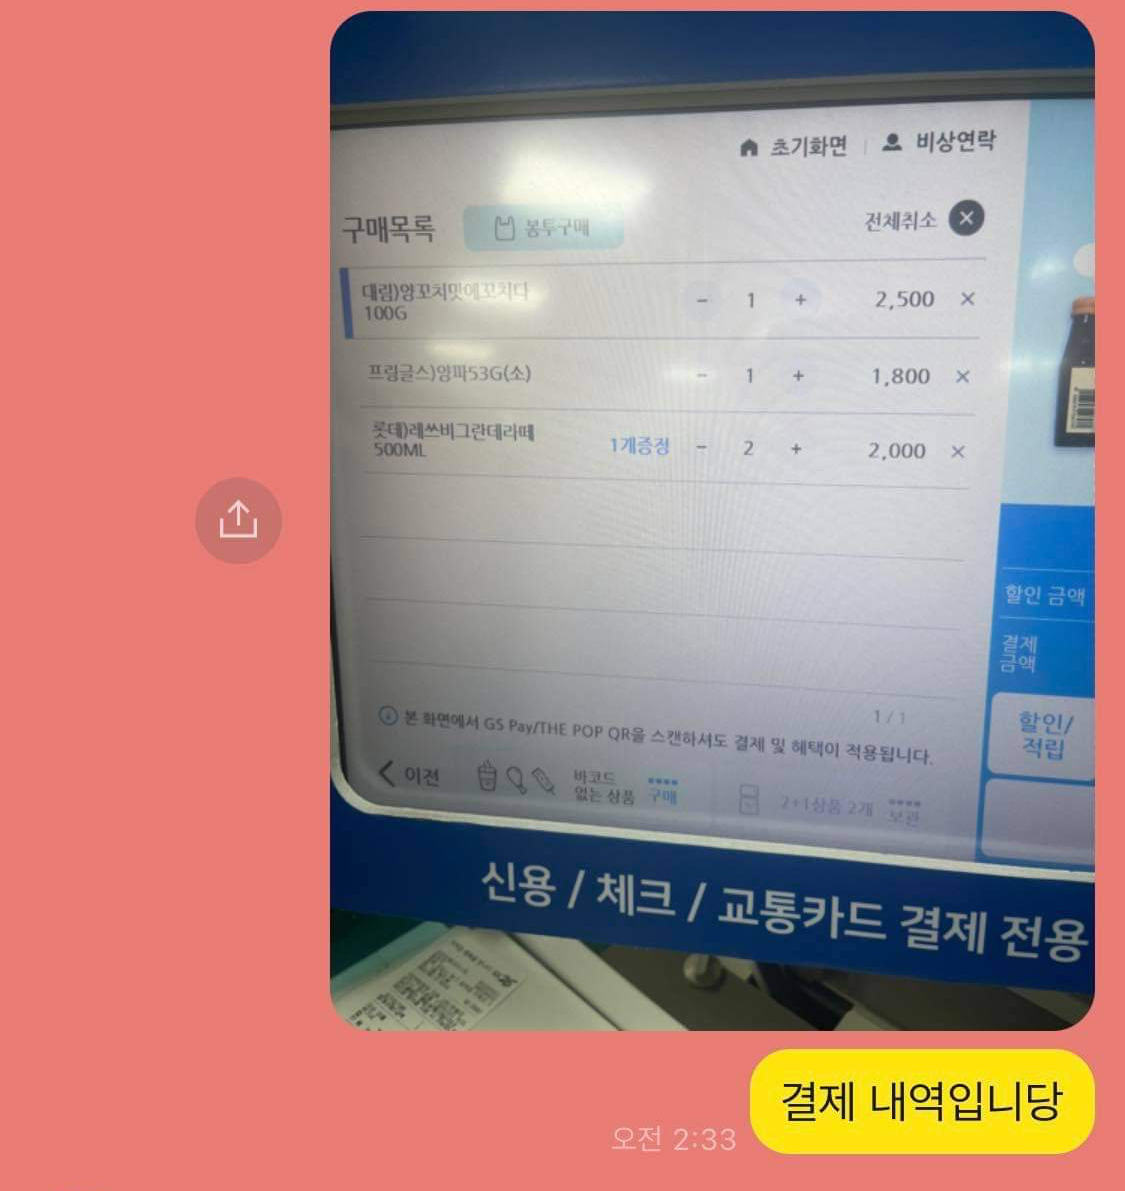 초기화면 | 비상연락
구매목록 봉투구매 전체취소
대림)양꼬치맛에꼬치다 - 1 + 2,500 ×
100G
프링글스)양파53G(소) - 1 + 1,800 ×
롯데)레쓰비그란데라떼 1개증정 - 2 + 2,000 ×
500ML
할인 금액
결제
금액
1 / 1
할인/
적립
본 화면에서 GS Pay/THE POP QR을 스캔하셔도 결제 및 혜택이 적용됩니다.
이전
바코드
없는 상품 구매
2+1상품 2개 보관
신용 / 체크 / 교통카드 결제 전용
결제 내역입니당
오전 2:33